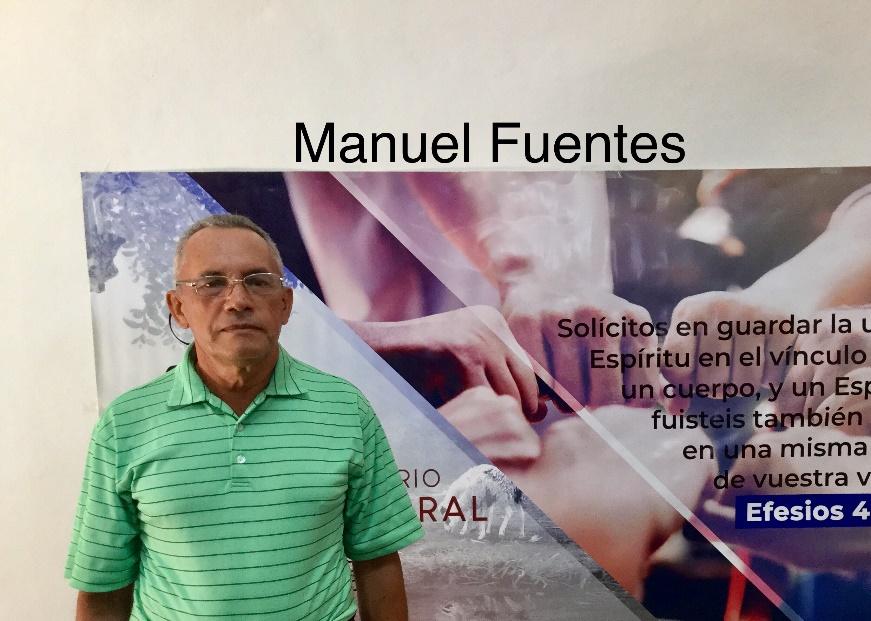 Manuel Fuentes
Solícitos en guardar la u
Espíritu en el vínculo
un cuerpo, y un Esp
fuisteis también
en una misma
de vuestra v
Efesios 4
RIO
RAL